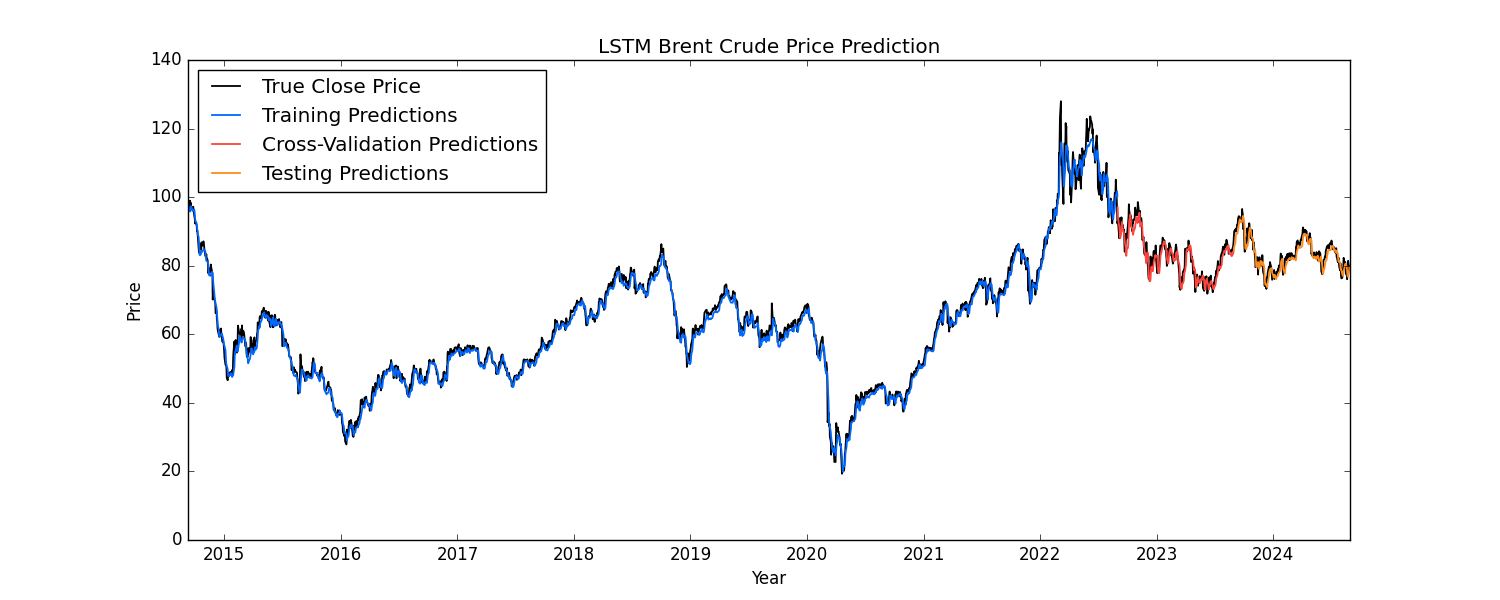 LSTM Brent Crude Price Prediction
True Close Price
Training Predictions
Cross-Validation Predictions
Testing Predictions
140
120
100
80
60
40
20
0
Price
2015 2016 2017 2018 2019 2020 2021 2022 2023 2024
Year